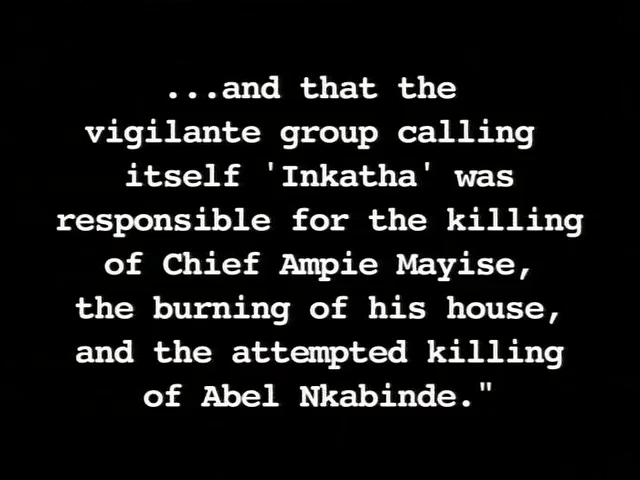 ...and that the
vigilante group calling
itself 'Inkatha' was
responsible for the killing
of Chief Ampie Mayise,
the burning of his house,
and the attempted killing
of Abel Nkabinde."